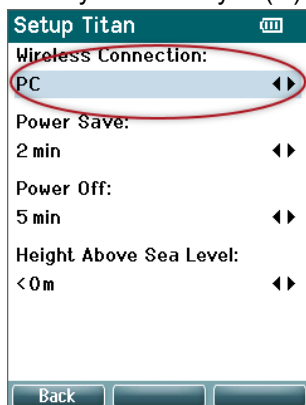 Setup Titan
Wireless Connection:
PC
Power Save:
2 min
Power Off:
5 min
Height Above Sea Level:
<0m
Back